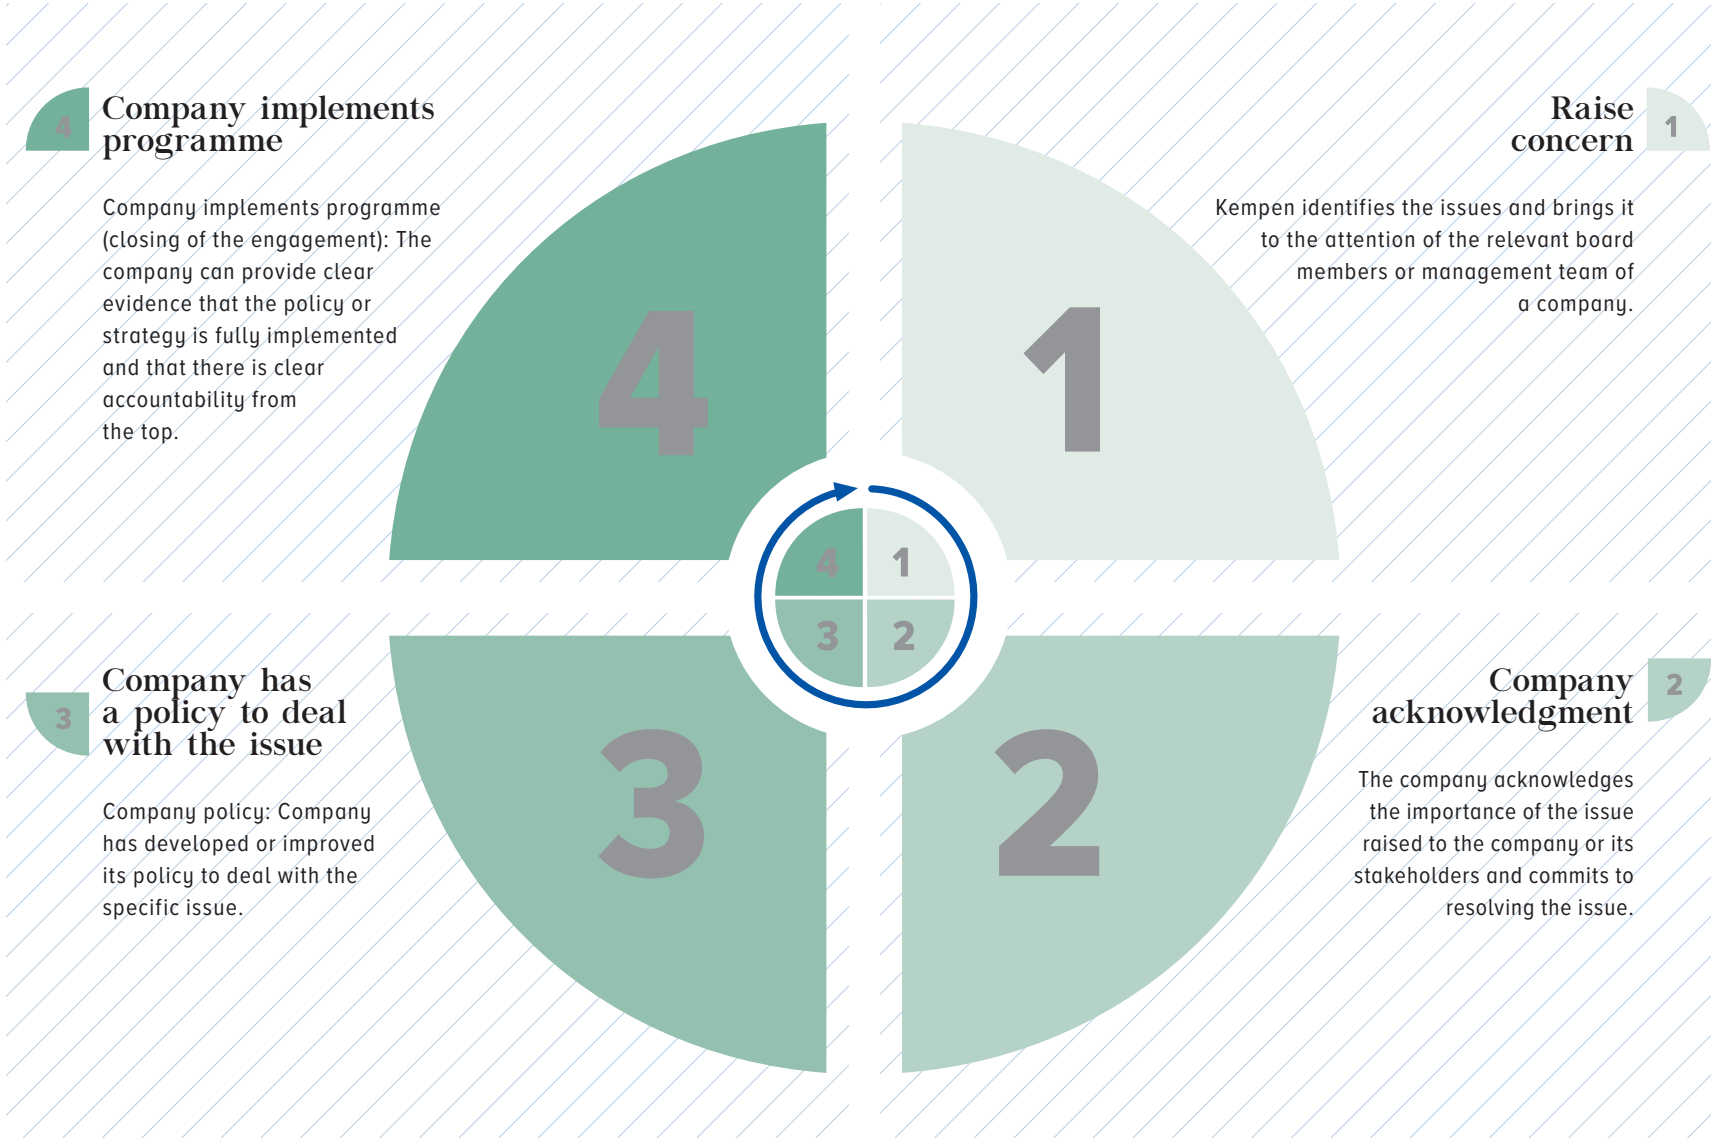 4
Company implements
programme
Company implements programme
(closing of the engagement): The
company can provide clear
evidence that the policy or
strategy is fully implemented
and that there is clear
accountability from
the top.
Raise
concern
1
Kempen identifies the issues and brings it
to the attention of the relevant board
members or management team of
a company.
4
1
4
1
3
2
3
Company has
a policy to deal
with the issue
Company policy: Company
has developed or improved
its policy to deal with the
specific issue.
3
2
Company
acknowledgment
2
The company acknowledges
the importance of the issue
raised to the company or its
stakeholders and commits to
resolving the issue.